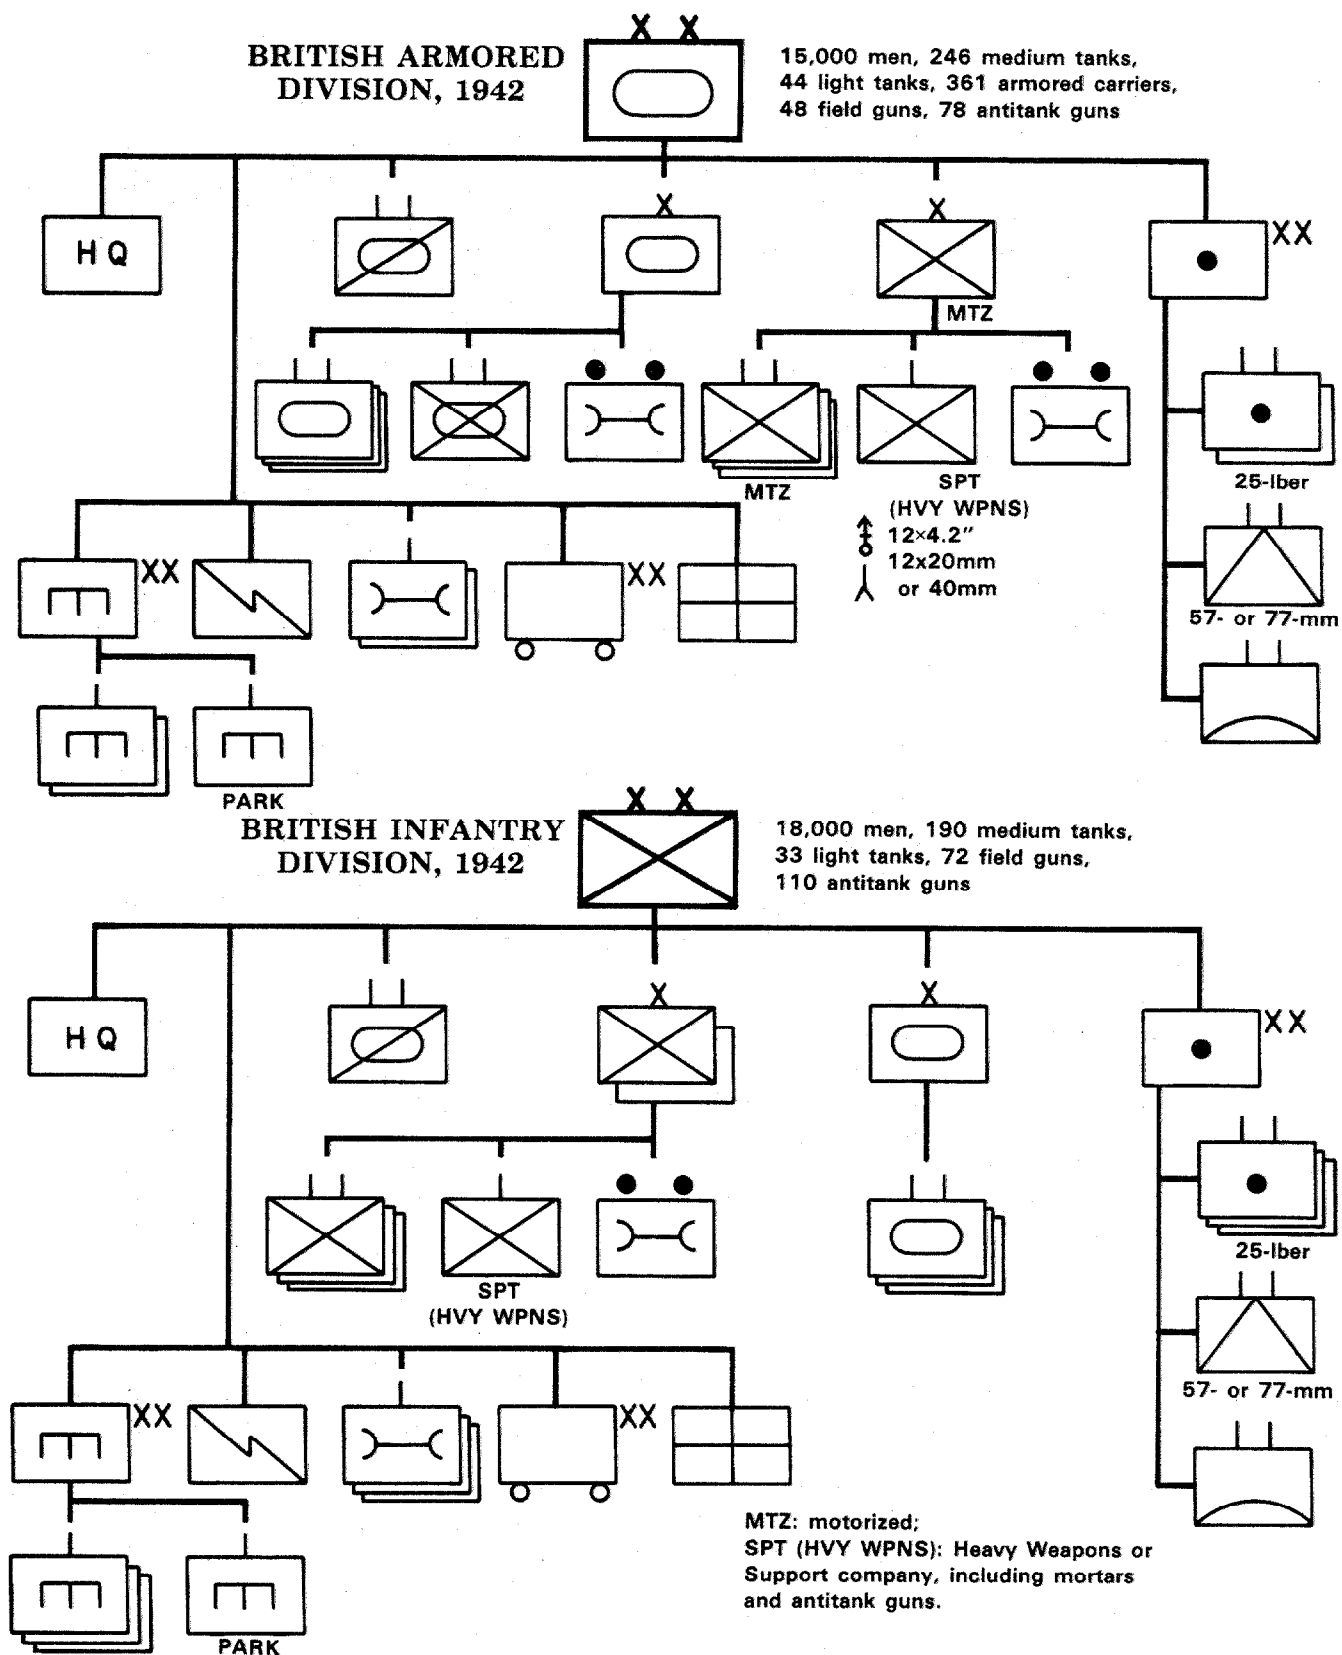 X X
BRITISH ARMORED
DIVISION, 1942
15,000 men, 246 medium tanks,
44 light tanks, 361 armored carriers,
48 field guns, 78 antitank guns
HQ
X
X
MTZ
XX
MTZ
SPT
(HVY WPNS)
12×4.2″
12x20mm
or 40mm
25-lber
57- or 77-mm
XX
XX
PARK
X X
BRITISH INFANTRY
DIVISION, 1942
18,000 men, 190 medium tanks,
33 light tanks, 72 field guns,
110 antitank guns
HQ
X
X
XX
SPT
(HVY WPNS)
25-lber
57- or 77-mm
XX
XX
PARK
MTZ: motorized;
SPT (HVY WPNS): Heavy Weapons or
Support company, including mortars
and antitank guns.